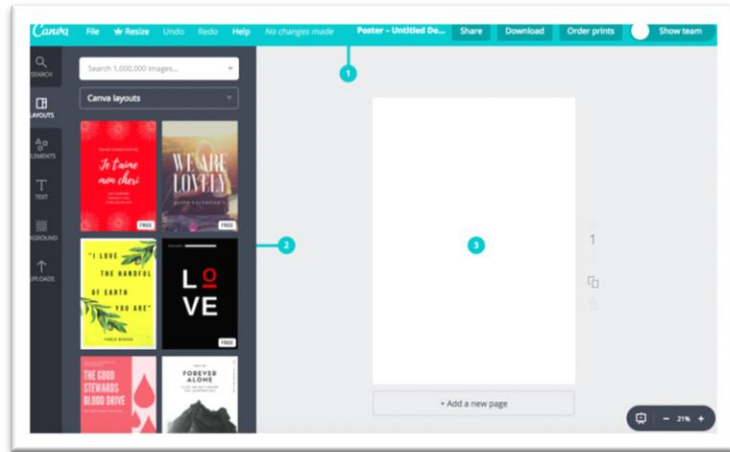 Canva File Resize Undo Redo Help No changes made Poster - Untitled De... Share Download Order prints Show team
1
SEARCH
Search 1,000,000 images...
LAYOUTS
Canva layouts
ELEMENTS
TEXT
UPLOADS
Je t'aime
mon cheri
FREE
WE ARE
LOVELY
FREE
"I LOVE
THE HANDFUL
OF EARTH
YOU ARE"
L O
VE
FREE
THE GOOD
STEWARDS
BLOOD DRIVE
FOREVER
ALONE
2
3
1
+ Add a new page
- 21% +